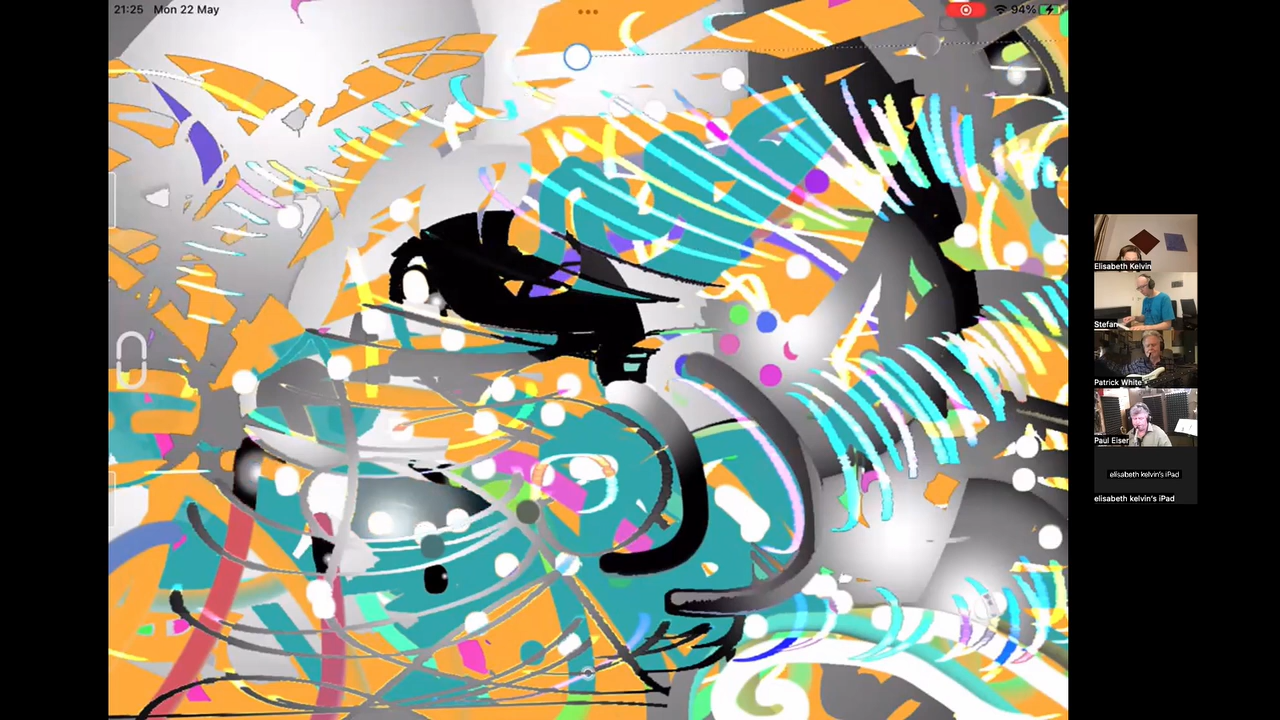 21:25 Mon 22 May
94%
Elisabeth Kelvin
Stefan
Patrick White
Paul Eiser
elisabeth kelvin's iPad
elisabeth kelvin's iPad